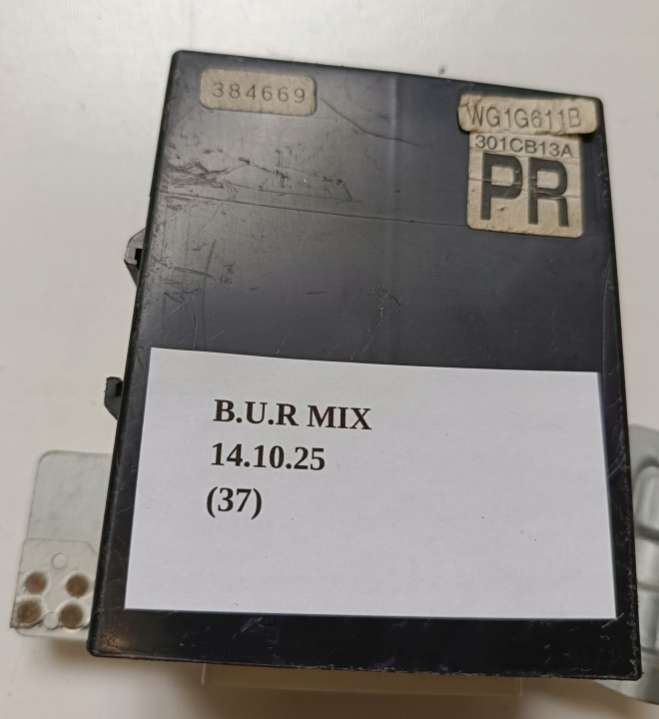 384669
WG1G611B
301CB13A
PR
B.U.R MIX
14.10.25
(37)